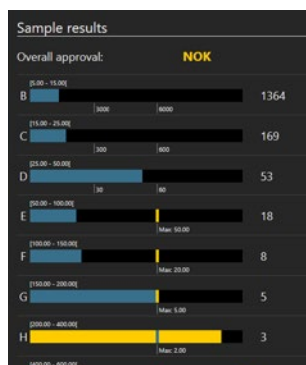 Sample results
Overall approval: NOK
[5.00 - 15.00[
B 1364
3000 6000
[15.00 - 25.00[
C 169
300 600
[25.00 - 50.00[
D 53
30 60
[50.00 - 100.00[
E 18
Max: 50.00
[100.00 - 150.00[
F 8
Max: 20.00
[150.00 - 200.00[
G 5
Max: 5.00
[200.00 - 400.00[
H 3
Max: 2.00